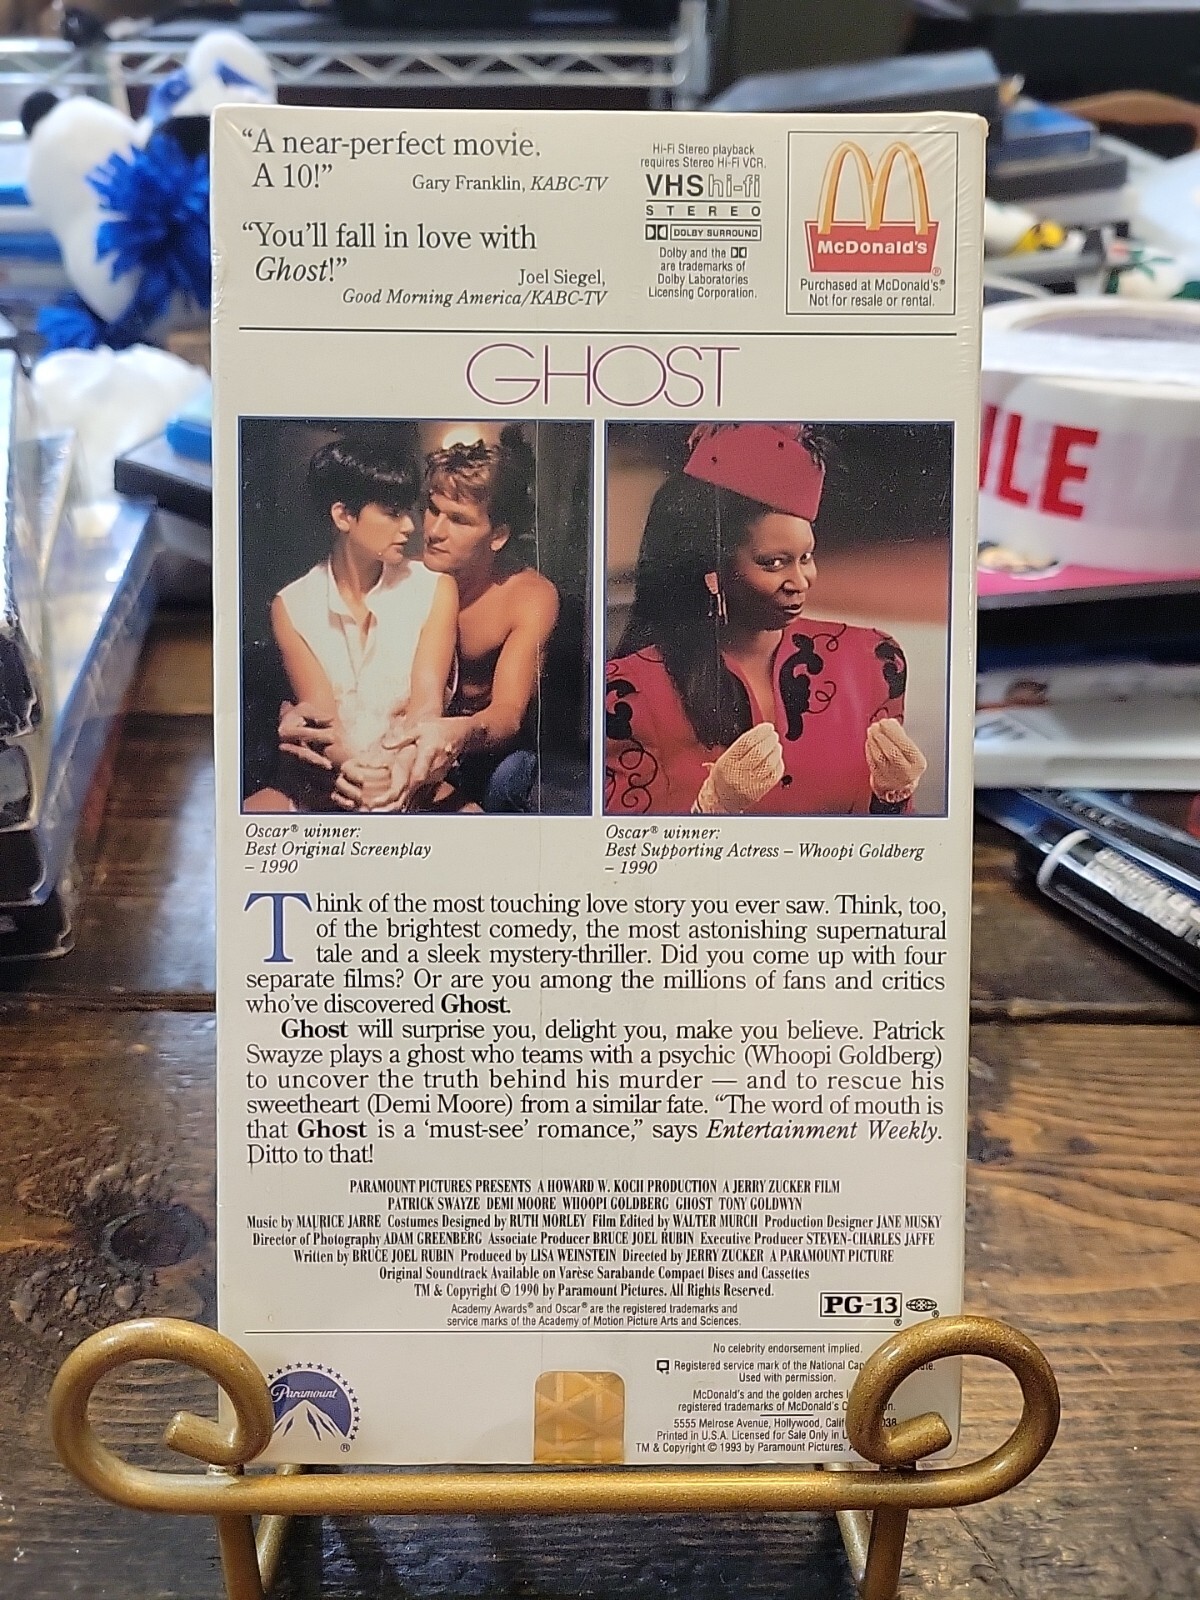 “A near-perfect movie.
A 10!”
Gary Franklin, KABC-TV
“You'll fall in love with
Ghost!”
Joel Siegel,
Good Morning America/KABC-TV
Hi-Fi Stereo playback
requires Stereo Hi-Fi VCR.
VHS hi-fi
STEREO
DOLBY SURROUND
Dolby and the
are trademarks of
Dolby Laboratories
Licensing Corporation.
McDonald's®
Purchased at McDonald's®
Not for resale or rental.
GHOST
Oscar® winner:
Best Original Screenplay
– 1990
Oscar® winner:
Best Supporting Actress – Whoopi Goldberg
– 1990
Think of the most touching love story you ever saw. Think, too,
of the brightest comedy, the most astonishing supernatural
tale and a sleek mystery-thriller. Did you come up with four
separate films? Or are you among the millions of fans and critics
who've discovered Ghost.
Ghost will surprise you, delight you, make you believe. Patrick
Swayze plays a ghost who teams with a psychic (Whoopi Goldberg)
to uncover the truth behind his murder — and to rescue his
sweetheart (Demi Moore) from a similar fate. “The word of mouth is
that Ghost is a ‘must-see’ romance,” says Entertainment Weekly.
Ditto to that!
PARAMOUNT PICTURES PRESENTS A HOWARD W. KOCH PRODUCTION A JERRY ZUCKER FILM
PATRICK SWAYZE DEMI MOORE WHOOPI GOLDBERG GHOST TONY GOLDWYN
Music by MAURICE JARRE Costumes Designed by RUTH MORLEY Film Edited by WALTER MURCH Production Designer JANE MUSKY
Director of Photography ADAM GREENBERG Associate Producer BRUCE JOEL RUBIN Executive Producer STEVEN-CHARLES JAFFE
Written by BRUCE JOEL RUBIN Produced by LISA WEINSTEIN Directed by JERRY ZUCKER A PARAMOUNT PICTURE
Original Soundtrack Available on Varèse Sarabande Compact Discs and Cassettes
TM & Copyright © 1990 by Paramount Pictures. All Rights Reserved.
Academy Awards® and Oscar® are the registered trademarks and
service marks of the Academy of Motion Picture Arts and Sciences.
PG-13®
No celebrity endorsement implied.
Registered service mark of the National Cap
Used with permission.
McDonald's and the golden arches
registered trademarks of McDonald's
5555 Melrose Avenue, Hollywood,
Printed in U.S.A. Licensed for Sale Only in
TM & Copyright © 1993 by Paramount Pictures.
Paramount®
ILE